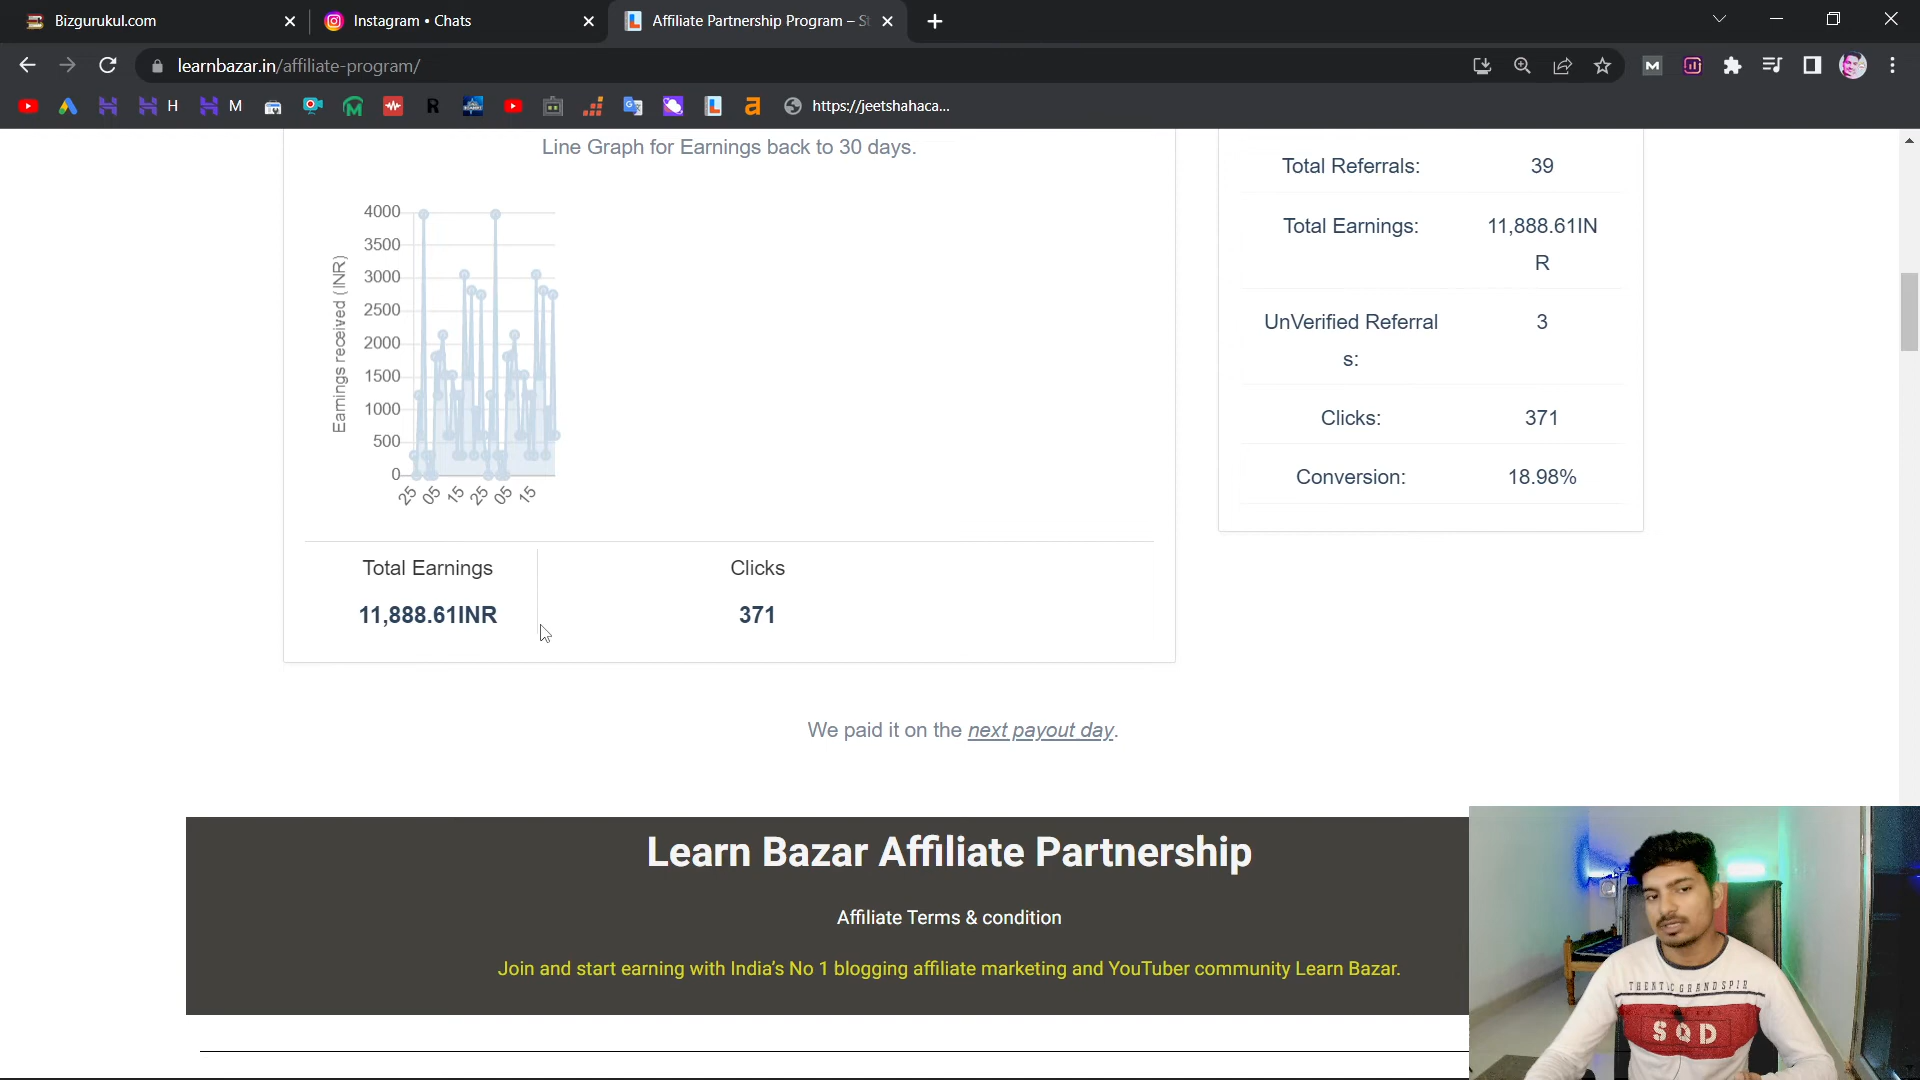 Bizgurukul.com
Instagram • Chats
Affiliate Partnership Program – St
learnbazar.in/affiliate-program/
H
M
R
https://jeetshahaca...
Line Graph for Earnings back to 30 days.
Earnings received (INR)
4000
3500
3000
2500
2000
1500
1000
500
0
25 05 15 25 05 15
Total Earnings
Clicks
11,888.61INR
371
Total Referrals: 39
Total Earnings: 11,888.61IN
R
UnVerified Referral 3
s:
Clicks: 371
Conversion: 18.98%
We paid it on the next payout day.
Learn Bazar Affiliate Partnership
Affiliate Terms & condition
Join and start earning with India's No 1 blogging affiliate marketing and YouTuber community Learn Bazar.
SQD